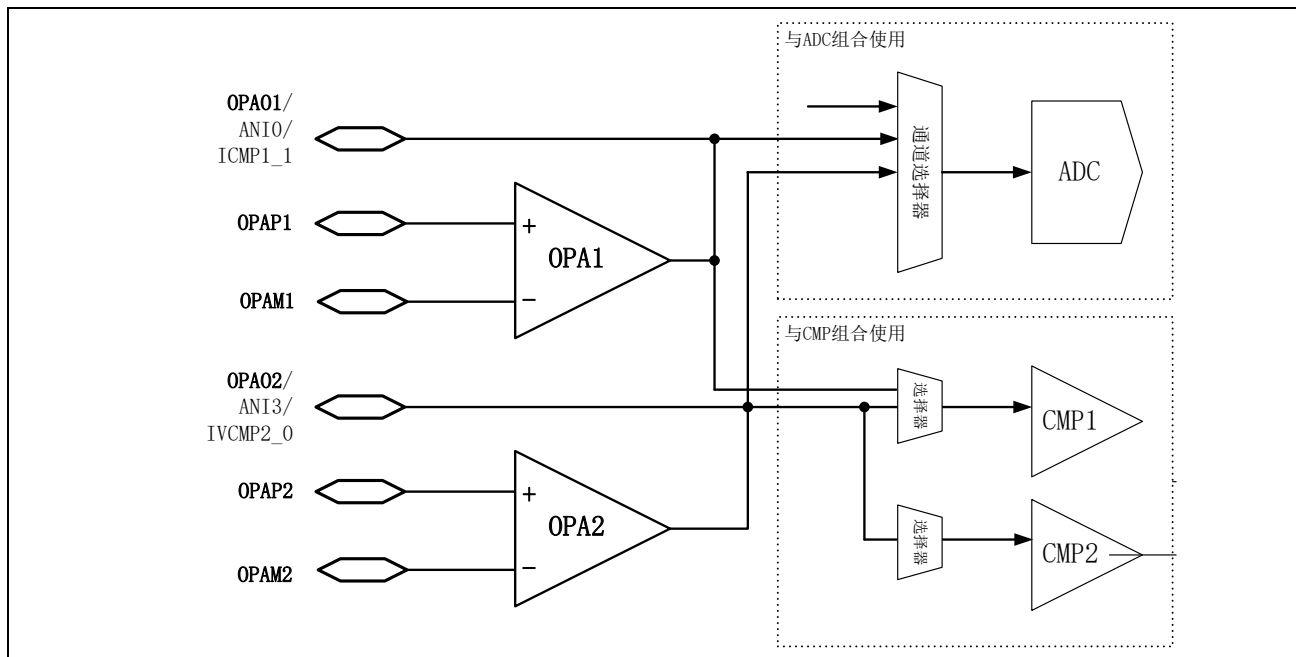 与ADC组合使用
OPAO1/
ANI0/
ICMP1_1
通道选择器
ADC
OPAP1
+
OPA1
OPAM1
−
与CMP组合使用
OPAO2/
ANI3/
IVCMP2_0
选择器
CMP1
OPAP2
+
OPA2
选择器
CMP2
OPAM2
−